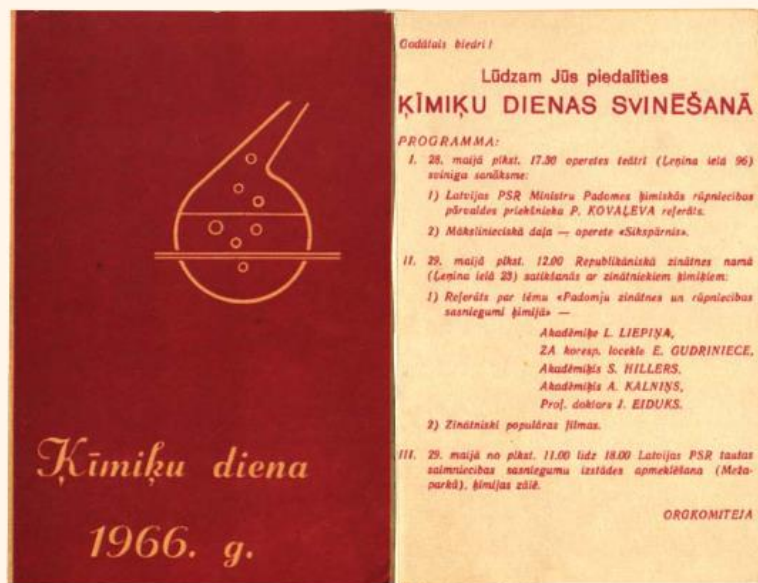 Ķīmiķu diena
1966. g.
Godātais biedri!
Lūdzam Jūs piedalīties
ĶĪMIĶU DIENAS SVINĒŠANĀ
PROGRAMMA:
I. 28. maijā plkst. 17.30 operetes teātrī (Ļeņina ielā 96)
svinīga sanāksme:
1) Latvijas PSR Ministru Padomes ķīmiskās rūpniecības
pārvaldes priekšnieka P. KOVAĻEVA referāts.
2) Mākslinieciskā daļa — operete «Sikspārnis».
II. 29. maijā plkst. 12.00 Republikāniskā zinātnes namā
(Ļeņina ielā 23) satikšanās ar zinātniekiem ķīmiķiem:
1) Referāts par tēmu «Padomju zinātnes un rūpniecības
sasniegumi ķīmijā» —
Akadēmiķe L. LIEPIŅA,
ZA koresp. locekle E. GUDRINIECE,
Akadēmiķis S. HILLERS,
Akadēmiķis A. KALNIŅŠ,
Prof. doktors J. EIDUKS.
2) Zinātniski populāras filmas.
III. 29. maijā no plkst. 11.00 līdz 18.00 Latvijas PSR tautas
saimniecības sasniegumu izstādes apmeklēšana (Meža-
parkā), ķīmijas zālē.
ORGKOMITEJA